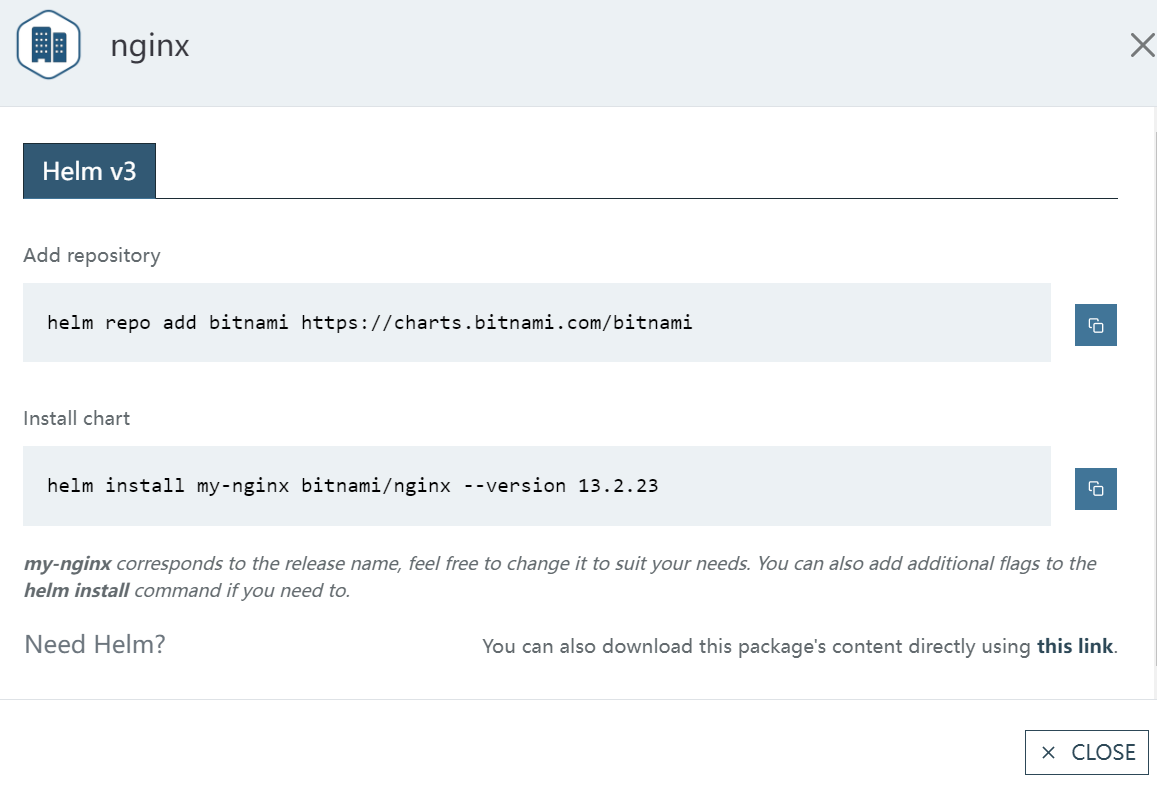 nginx
Helm v3
Add repository
helm repo add bitnami https://charts.bitnami.com/bitnami
Install chart
helm install my-nginx bitnami/nginx --version 13.2.23
my-nginx corresponds to the release name, feel free to change it to suit your needs. You can also add additional flags to the
helm install command if you need to.
Need Helm?
You can also download this package's content directly using this link.
CLOSE